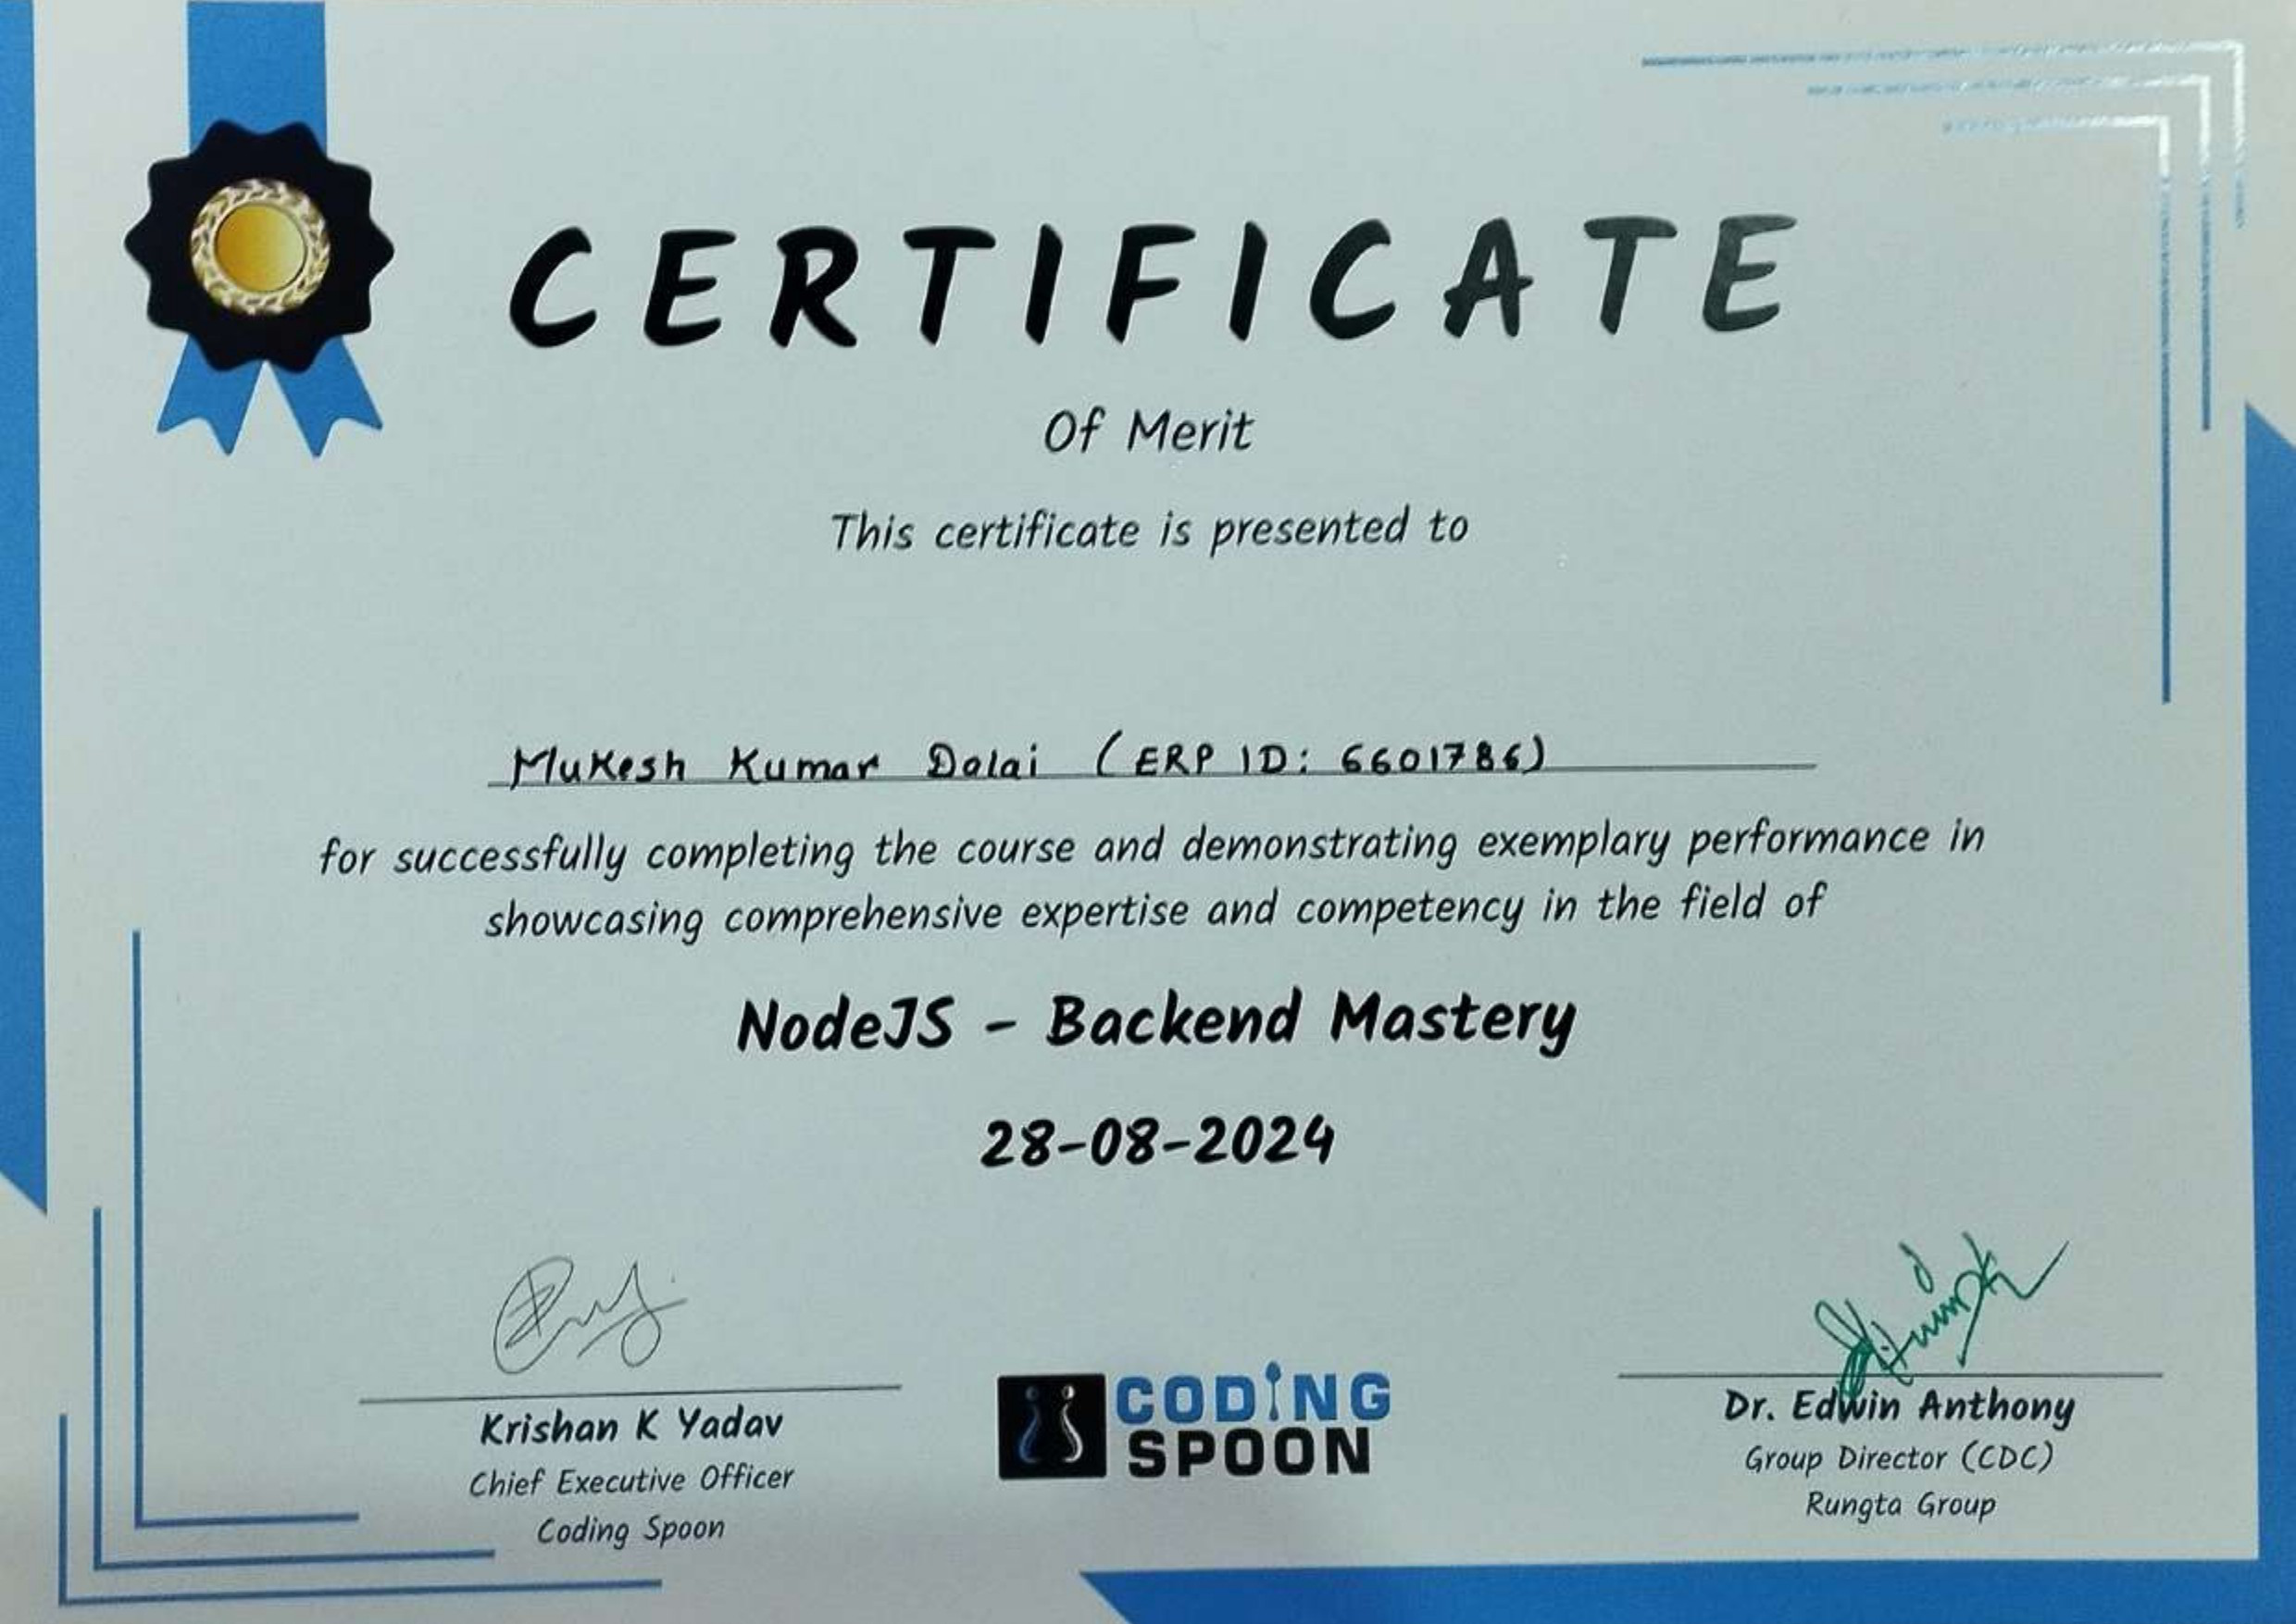 CERTIFICATE
Of Merit
This certificate is presented to
Mukesh Kumar Dalai (ERP ID: 6601786)
for successfully completing the course and demonstrating exemplary performance in
showcasing comprehensive expertise and competency in the field of
NodeJS - Backend Mastery
28-08-2024
Krishan K Yadav
Chief Executive Officer
Coding Spoon
CODING
SPOON
Dr. Edwin Anthony
Group Director (CDC)
Rungta Group